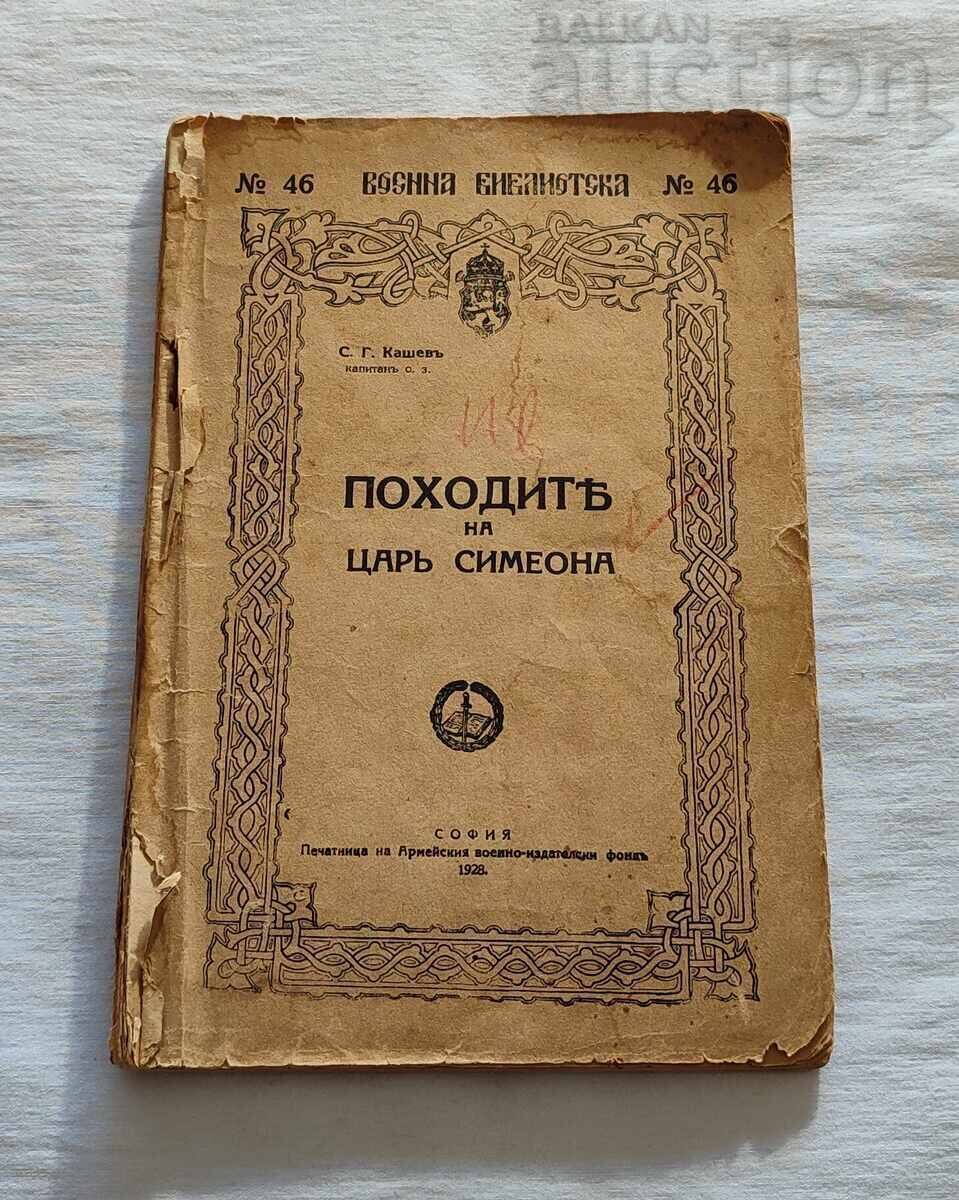 BALKAN
auction
№ 46 ВОЕННА БИБЛИОТЕКА № 46
С. Г. Кашевъ
капитанъ о. з.
ПОХОДИТѢ
НА
ЦАРЬ СИМЕОНА
СОФИЯ
Печатница на Армейския военно-издателски фондъ
1928.